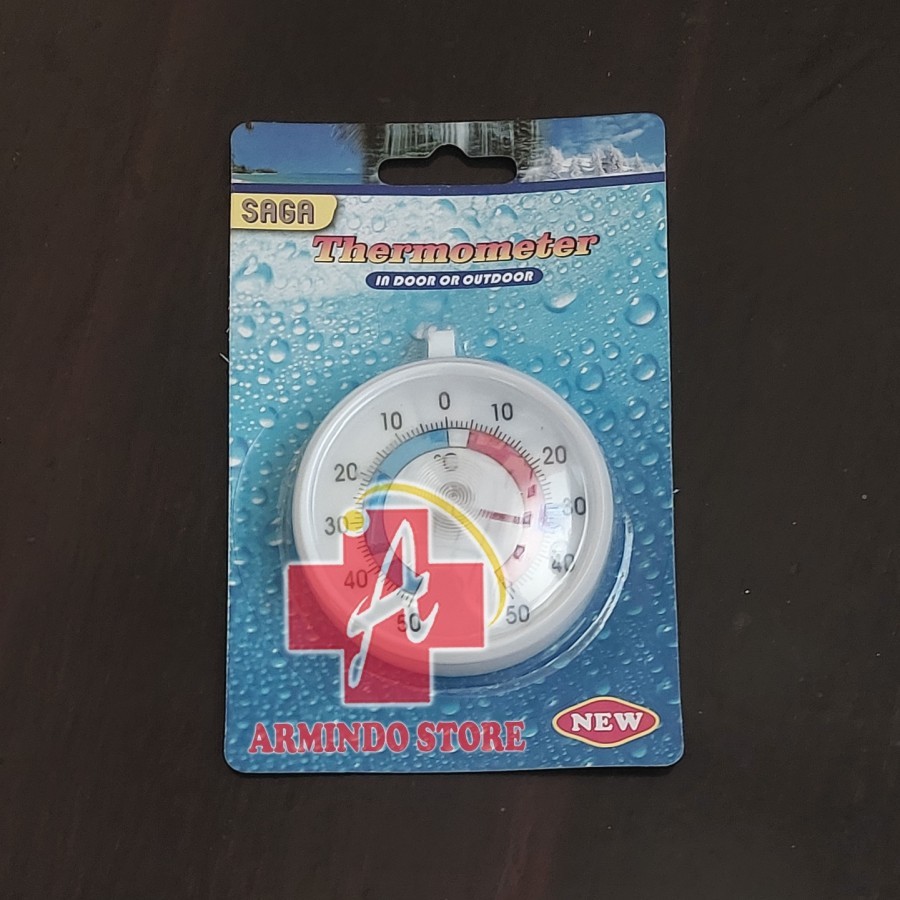 SAGA
Thermometer
IN DOOR OR OUTDOOR
0
10 10
20 20
30 30
40 40
50 50
°C
A
ARMINDO STORE
NEW